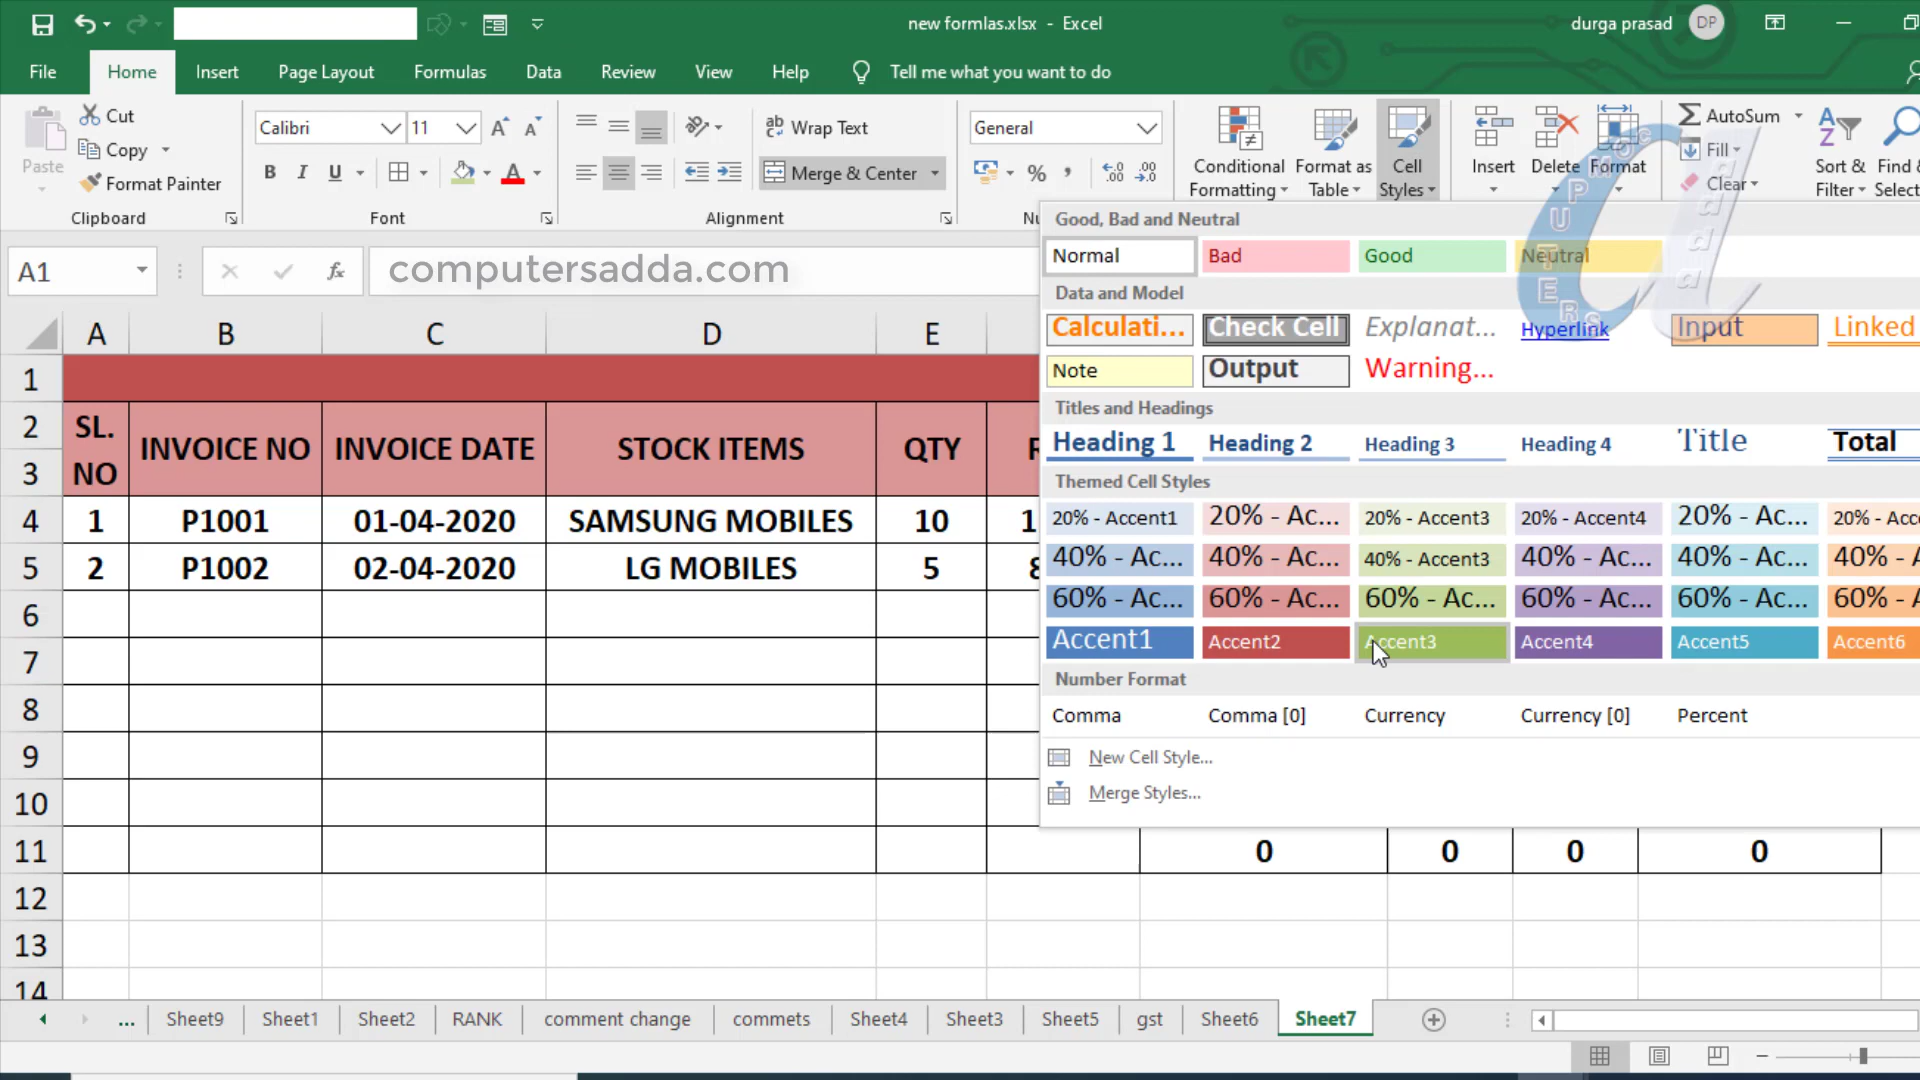 new formlas.xlsx - Excel
durga prasad DP
File Home Insert Page Layout Formulas Data Review View Help Tell me what you want to do
Paste
Cut
Copy
Format Painter
Clipboard
Calibri 11
B I U
Font
Wrap Text
Merge & Center
Alignment
General
Conditional Formatting
Format as Table
Cell Styles
Insert Delete Format
AutoSum
Fill
Clear
Sort & Filter
Find &
Select
A1 fx computersadda.com
COMPUTERS adda
Good, Bad and Neutral
Normal Bad Good Neutral
Data and Model
Calculati... Check Cell Explanat... Hyperlink Input Linked
Note Output Warning...
Titles and Headings
Heading 1 Heading 2 Heading 3 Heading 4 Title Total
Themed Cell Styles
20% - Accent1 20% - Ac... 20% - Accent3 20% - Accent4 20% - Ac... 20% - Acc
40% - Ac... 40% - Ac... 40% - Accent3 40% - Ac... 40% - Ac... 40% - A
60% - Ac... 60% - Ac... 60% - Ac... 60% - Ac... 60% - Ac... 60% - A
Accent1 Accent2 Accent3 Accent4 Accent5 Accent6
Number Format
Comma Comma [0] Currency Currency [0] Percent
New Cell Style...
Merge Styles...
A B C D E
1
2
3
SL. NO INVOICE NO INVOICE DATE STOCK ITEMS QTY
4 1 P1001 01-04-2020 SAMSUNG MOBILES 10 1
5 2 P1002 02-04-2020 LG MOBILES 5 8
6
7
8
9
10
11 0 0 0 0
12
13
14
... Sheet9 Sheet1 Sheet2 RANK comment change commets Sheet4 Sheet3 Sheet5 gst Sheet6 Sheet7